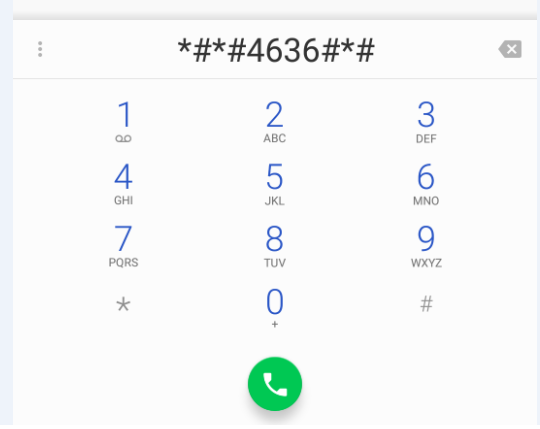 *#*#4636#*#
1 2 3
ABC DEF
4 5 6
GHI JKL MNO
7 8 9
PQRS TUV WXYZ
* 0 #
+